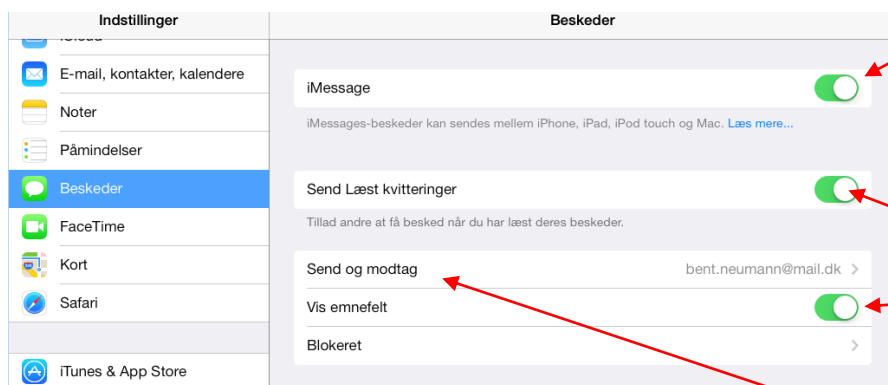 Indstillinger
iCloud
E-mail, kontakter, kalendere
Noter
Påmindelser
Beskeder
FaceTime
Kort
Safari
iTunes & App Store
Beskeder
iMessage
iMessages-beskeder kan sendes mellem iPhone, iPad, iPod touch og Mac. Læs mere...
Send Læst kvitteringer
Tillad andre at få besked når du har læst deres beskeder.
Send og modtag bent.neumann@mail.dk
Vis emnefelt
Blokeret